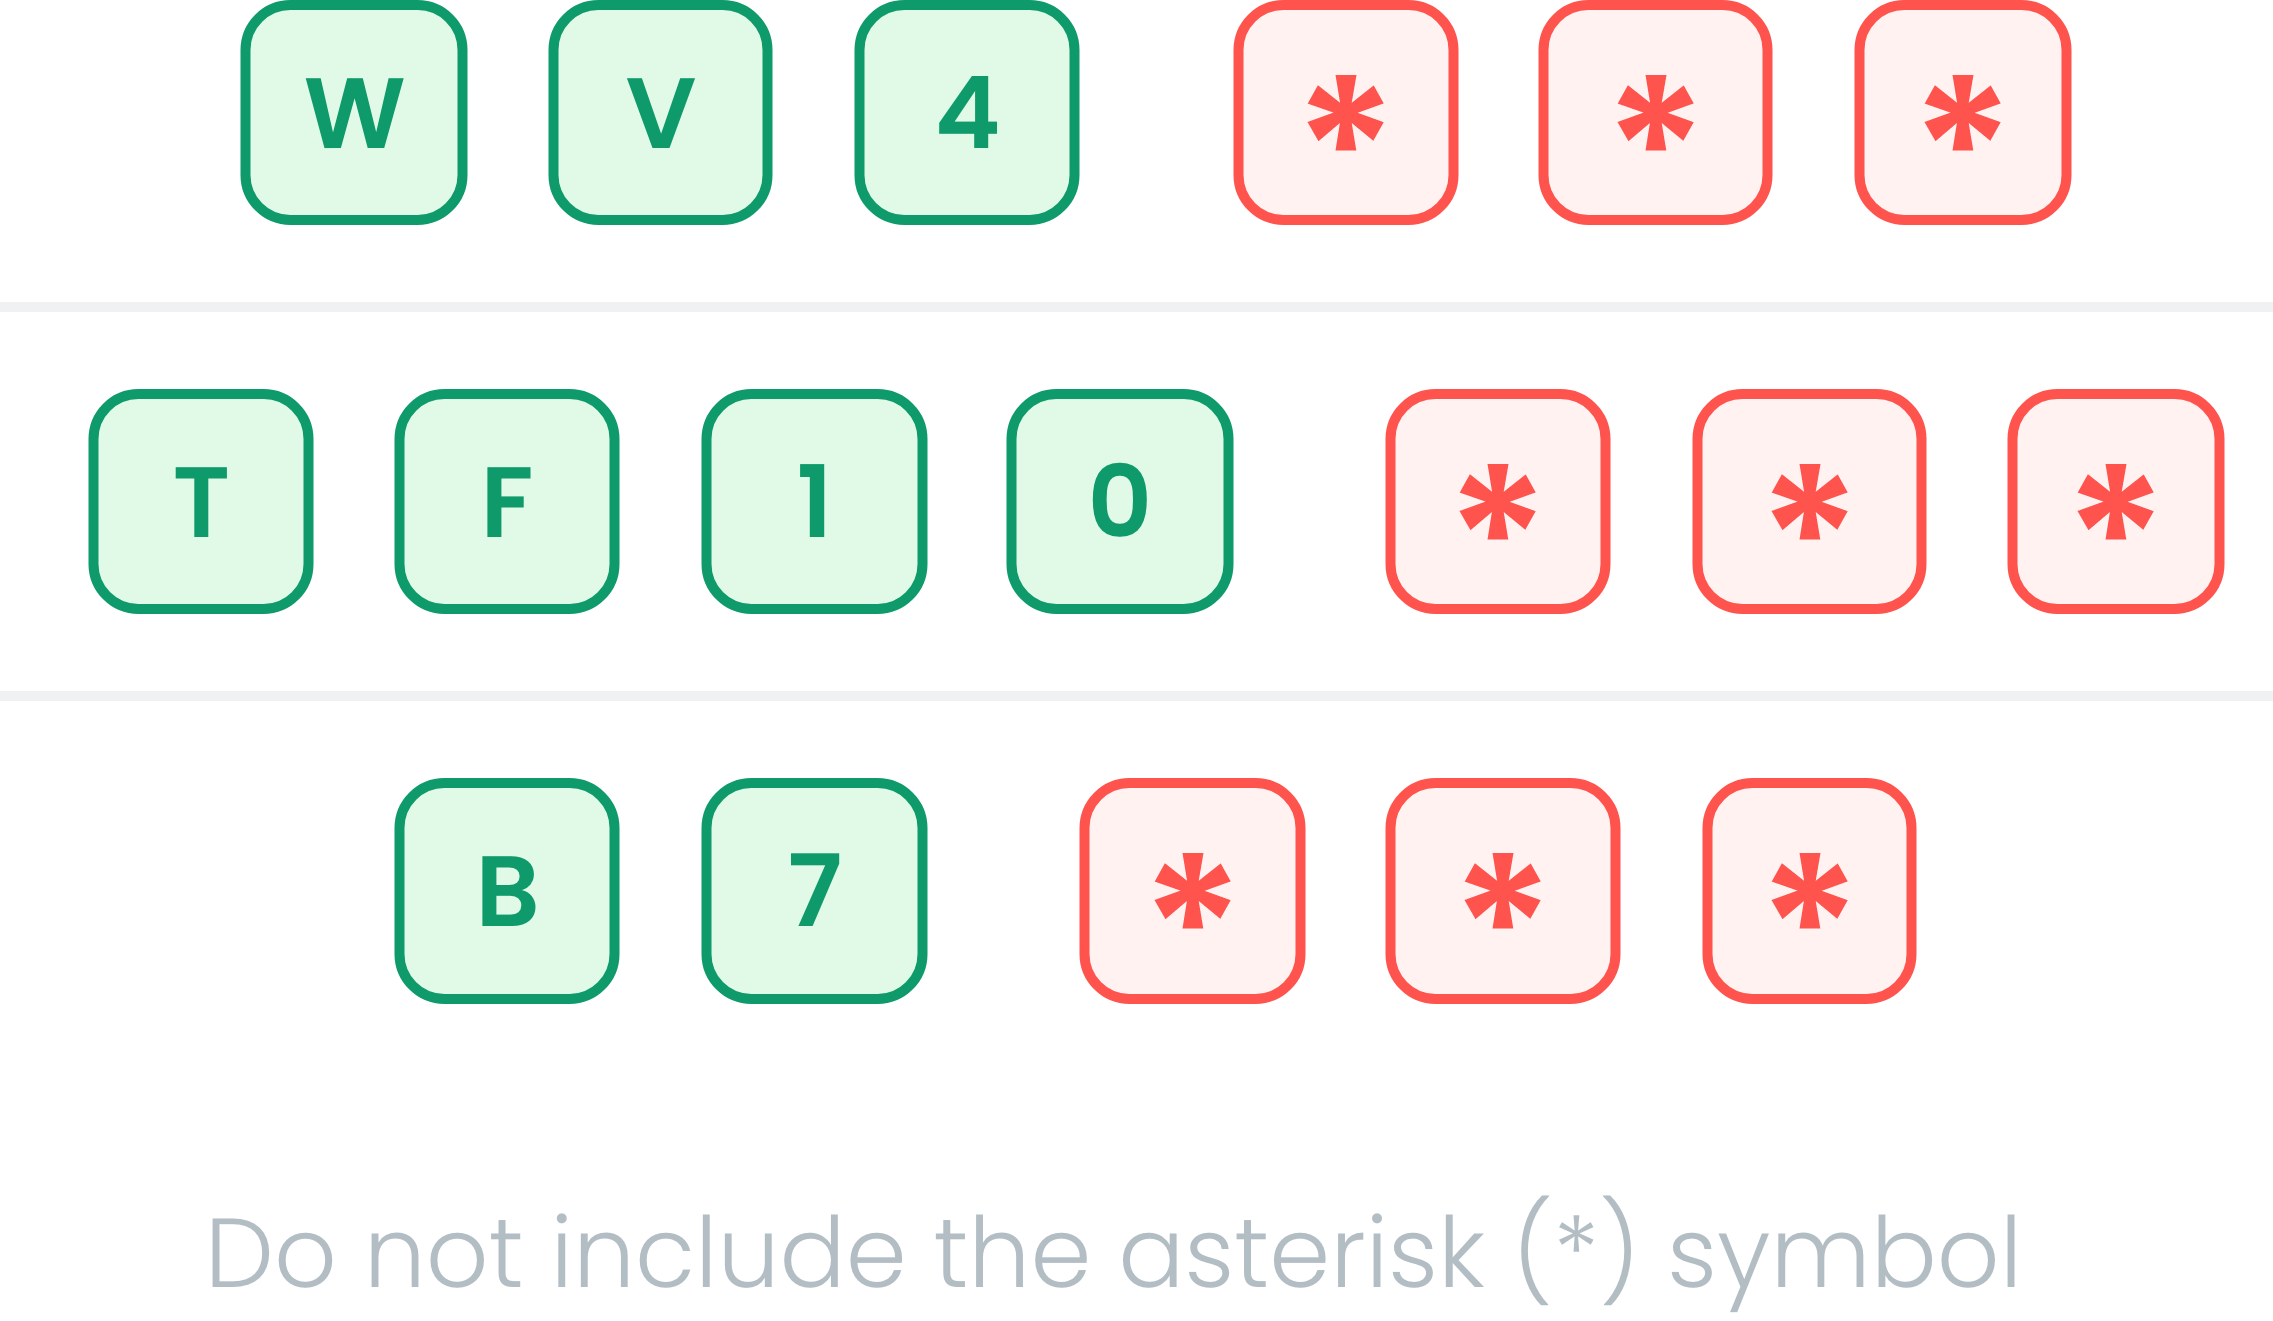 W V 4 * * *
T F 1 0 * * *
B 7 * * *
Do not include the asterisk (*) symbol